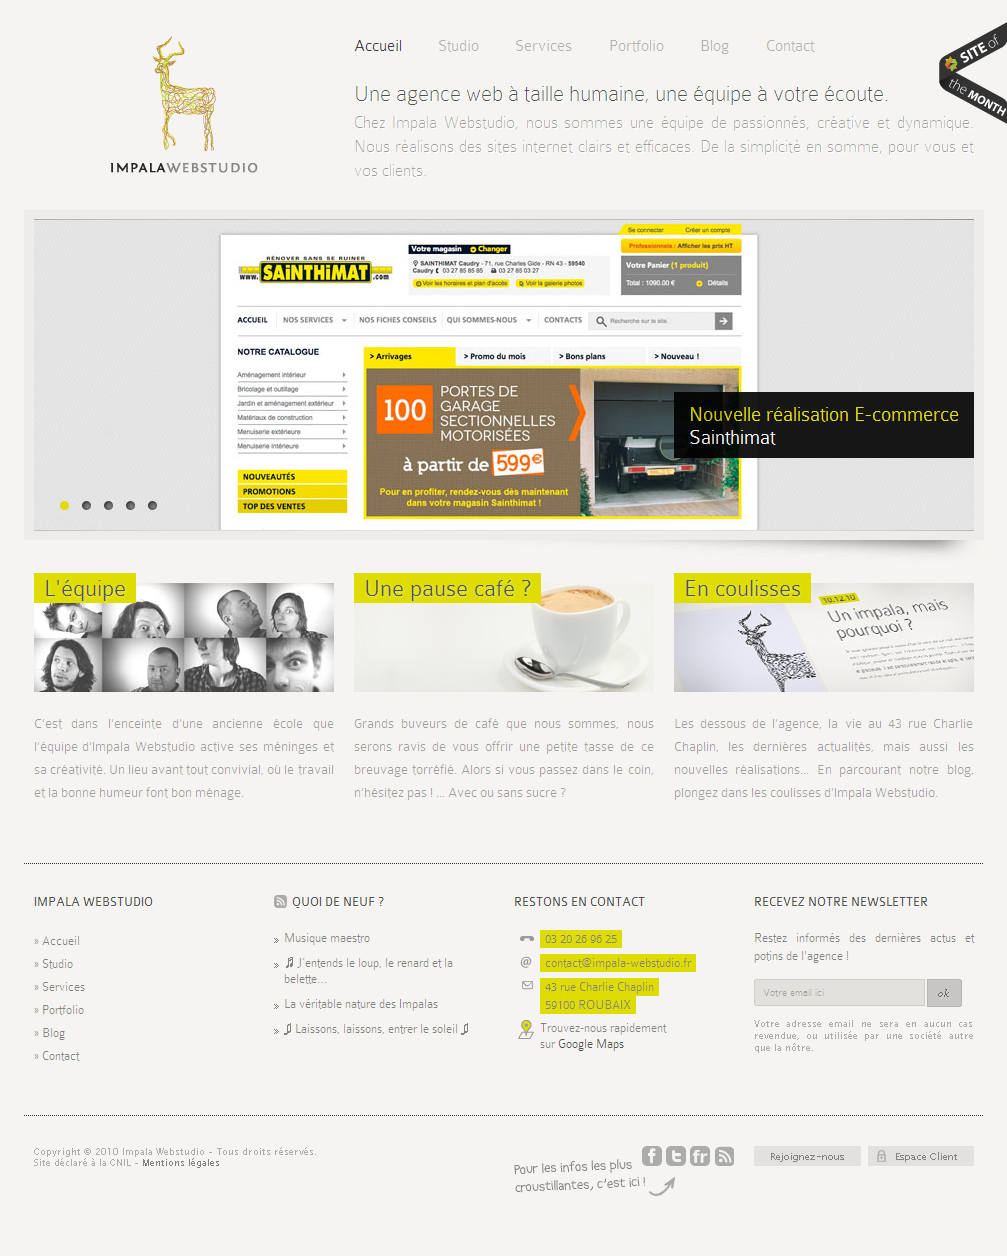 IMPALAWEBSTUDIO
Accueil Studio Services Portfolio Blog Contact
SITE of
the MONTH
Une agence web à taille humaine, une équipe à votre écoute.
Chez Impala Webstudio, nous sommes une équipe de passionnés, créative et dynamique.
Nous réalisons des sites internet clairs et efficaces. De la simplicité en somme, pour vous et
vos clients.
Se connecter Créer un compte
RÉNOVER SANS SE RUINER
www.SAiNTHiMAT.com
Votre magasin Changer
SAINTHIMAT Caudry - 71, rue Charles Gide - RN 43 - 59540
Caudry 03 27 85 85 85 03 27 85 03 27
Voir les horaires et plan d'accès Voir la galerie photos
Professionnels : Afficher les prix HT
Votre Panier (1 produit)
Total : 1090.00 € Détails
ACCUEIL NOS SERVICES NOS FICHES CONSEILS QUI SOMMES-NOUS CONTACTS Recherche sur le site
NOTRE CATALOGUE
Aménagement intérieur
Bricolage et outillage
Jardin et aménagement extérieur
Matériaux de construction
Menuiserie extérieure
Menuiserie intérieure
NOUVEAUTÉS
PROMOTIONS
TOP DES VENTES
> Arrivages > Promo du mois > Bons plans > Nouveau !
100
PORTES DE
GARAGE
SECTIONNELLES
MOTORISÉES
à partir de 599€
Pour en profiter, rendez-vous dès maintenant
dans votre magasin Sainthimat !
Nouvelle réalisation E-commerce
Sainthimat
L'équipe
C'est dans l'enceinte d'une ancienne école que
l'équipe d'Impala Webstudio active ses méninges et
sa créativité. Un lieu avant tout convivial, où le travail
et la bonne humeur font bon ménage.
Une pause café ?
Grands buveurs de café que nous sommes, nous
serons ravis de vous offrir une petite tasse de ce
breuvage torréfié. Alors si vous passez dans le coin,
n'hésitez pas ! ... Avec ou sans sucre ?
En coulisses
10.12.10
Un impala, mais
pourquoi ?
Les dessous de l'agence, la vie au 43 rue Charlie
Chaplin, les dernières actualités, mais aussi les
nouvelles réalisations... En parcourant notre blog,
plongez dans les coulisses d'Impala Webstudio.
IMPALA WEBSTUDIO
» Accueil
» Studio
» Services
» Portfolio
» Blog
» Contact
QUOI DE NEUF ?
» Musique maestro
» ♫ J'entends le loup, le renard et la
belette...
» La véritable nature des Impalas
» ♫ Laissons, laissons, entrer le soleil ♫
RESTONS EN CONTACT
03 20 26 96 25
@ contact@impala-webstudio.fr
43 rue Charlie Chaplin
59100 ROUBAIX
Trouvez-nous rapidement
sur Google Maps
RECEVEZ NOTRE NEWSLETTER
Restez informés des dernières actus et
potins de l'agence !
Votre email ici ok
Votre adresse email ne sera en aucun cas
revendue, ou utilisée par une société autre
que la nôtre.
Copyright © 2010 Impala Webstudio - Tous droits réservés.
Site déclaré à la CNIL - Mentions légales
Pour les infos les plus
croustillantes, c'est ici !
Rejoignez-nous Espace Client